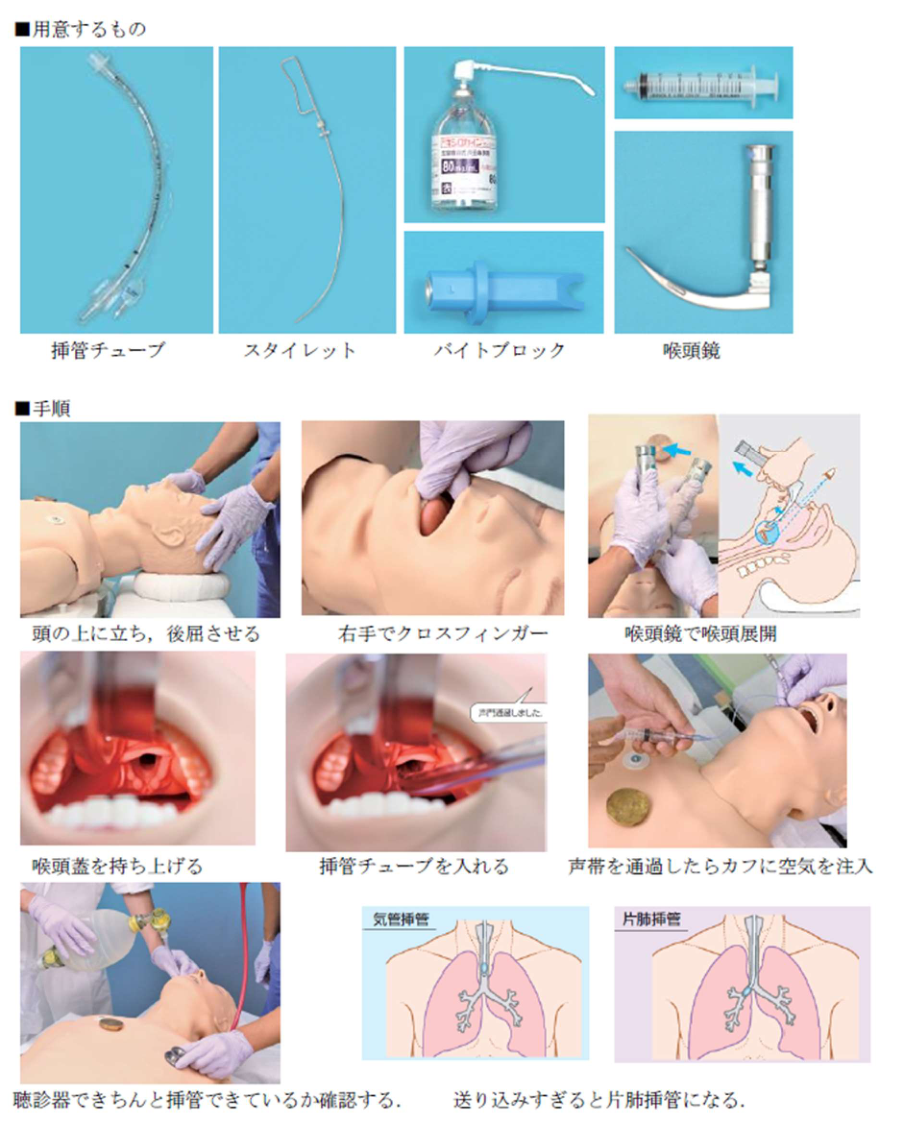 ■用意するもの
80mg/mL
挿管チューブ
スタイレット
バイトブロック
喉頭鏡
■手順
頭の上に立ち，後屈させる
右手でクロスフィンガー
喉頭鏡で喉頭展開
声門通過しました.
喉頭蓋を持ち上げる
挿管チューブを入れる
声帯を通過したらカフに空気を注入
気管挿管
片肺挿管
聴診器できちんと挿管できているか確認する.
送り込みすぎると片肺挿管になる.